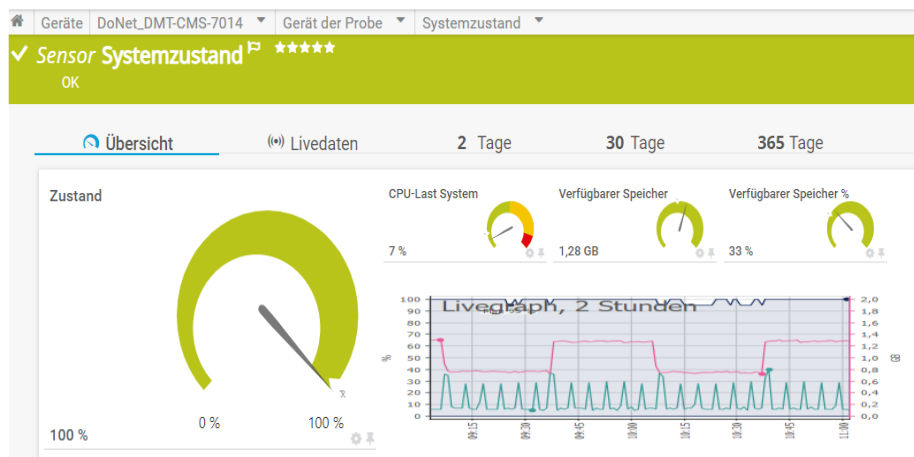 Geräte DoNet_DMT-CMS-7014 Gerät der Probe Systemzustand
Sensor Systemzustand
OK
Übersicht Livedaten 2 Tage 30 Tage 365 Tage
Zustand
0 % 100 %
100 %
CPU-Last System
7 %
Verfügbarer Speicher
1,28 GB
Verfügbarer Speicher %
33 %
Livegraph, 2 Stunden
100 2,0
90 1,8
80 1,6
70 1,4
60 1,2
50 1,0
40 0,8
30 0,6
20 0,4
10 0,2
0 0,0
% GB
09:15 09:30 09:45 10:00 10:15 10:30 10:45 11:00